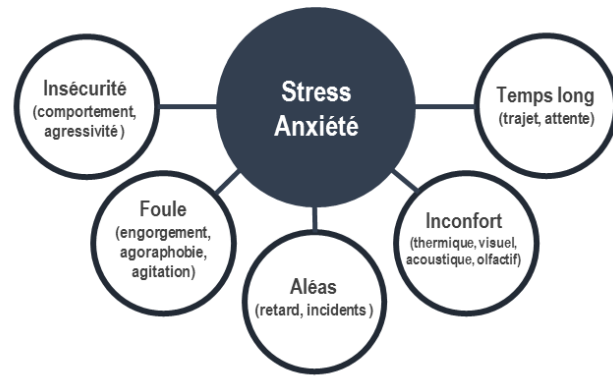 Stress
Anxiété
Insécurité
(comportement,
agressivité )
Temps long
(trajet, attente)
Foule
(engorgement,
agoraphobie,
agitation)
Inconfort
(thermique, visuel,
acoustique, olfactif)
Aléas
(retard, incidents )